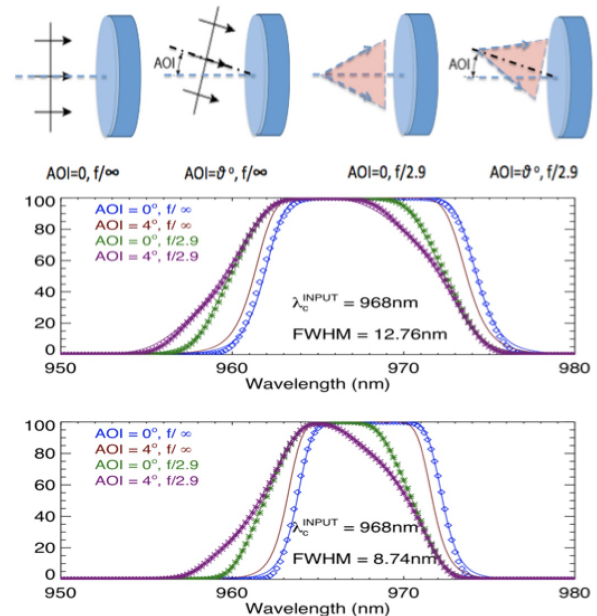 AOI AOI
AOI=0, f/∞ AOI=ϑ°, f/∞ AOI=0, f/2.9 AOI=ϑ°, f/2.9
100
AOI = 0°, f/ ∞
AOI = 4°, f/ ∞
80
AOI = 0°, f/2.9
AOI = 4°, f/2.9
60
40
λc^INPUT = 968nm
20
FWHM = 12.76nm
0
950 960 970 980
Wavelength (nm)
100
AOI = 0°, f/ ∞
AOI = 4°, f/ ∞
80
AOI = 0°, f/2.9
AOI = 4°, f/2.9
60
40
λc^INPUT = 968nm
20
FWHM = 8.74nm
0
950 960 970 980
Wavelength (nm)